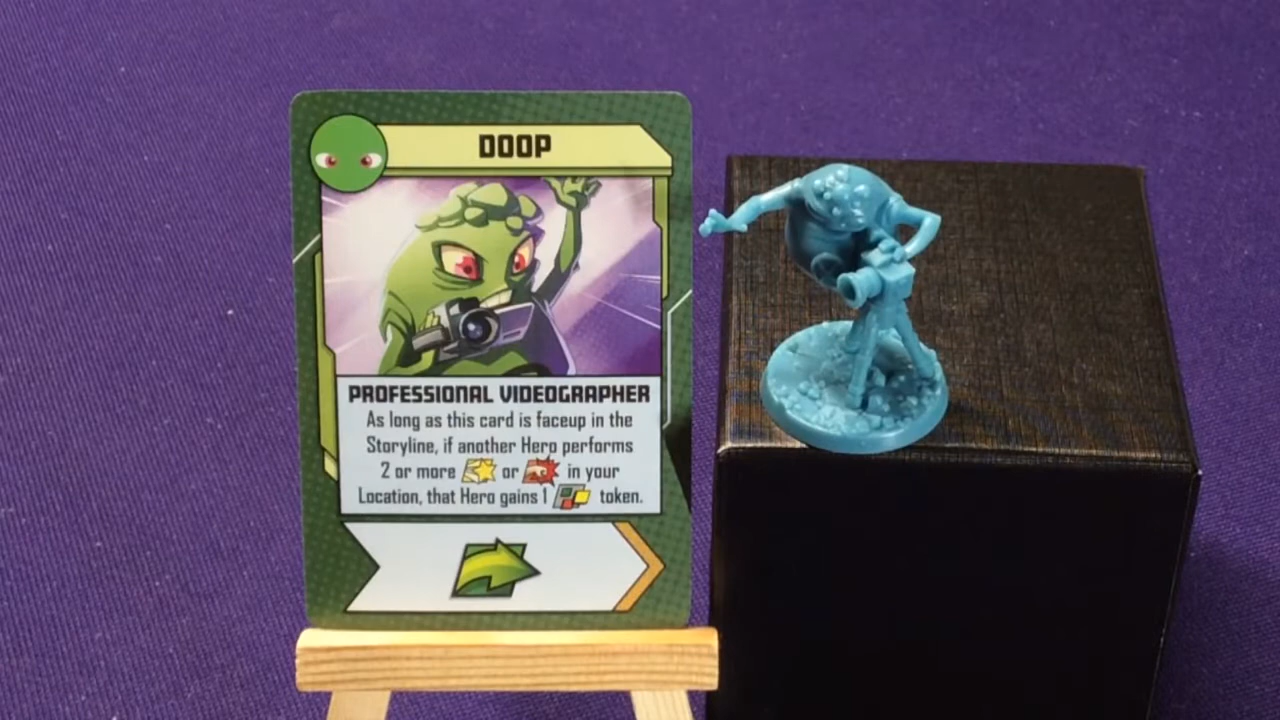 DOOP
PROFESSIONAL VIDEOGRAPHER
As long as this card is faceup in the
Storyline, if another Hero performs
2 or more or in your
Location, that Hero gains 1 token.